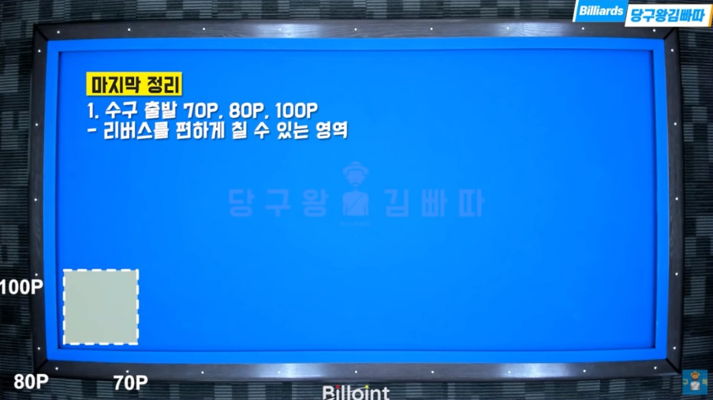 Billiards 당구왕김빠따
마지막 정리
1. 수구 출발 70P, 80P, 100P
- 리버스를 편하게 칠 수 있는 영역
당구왕 김빠따
100P
80P 70P
Billoint